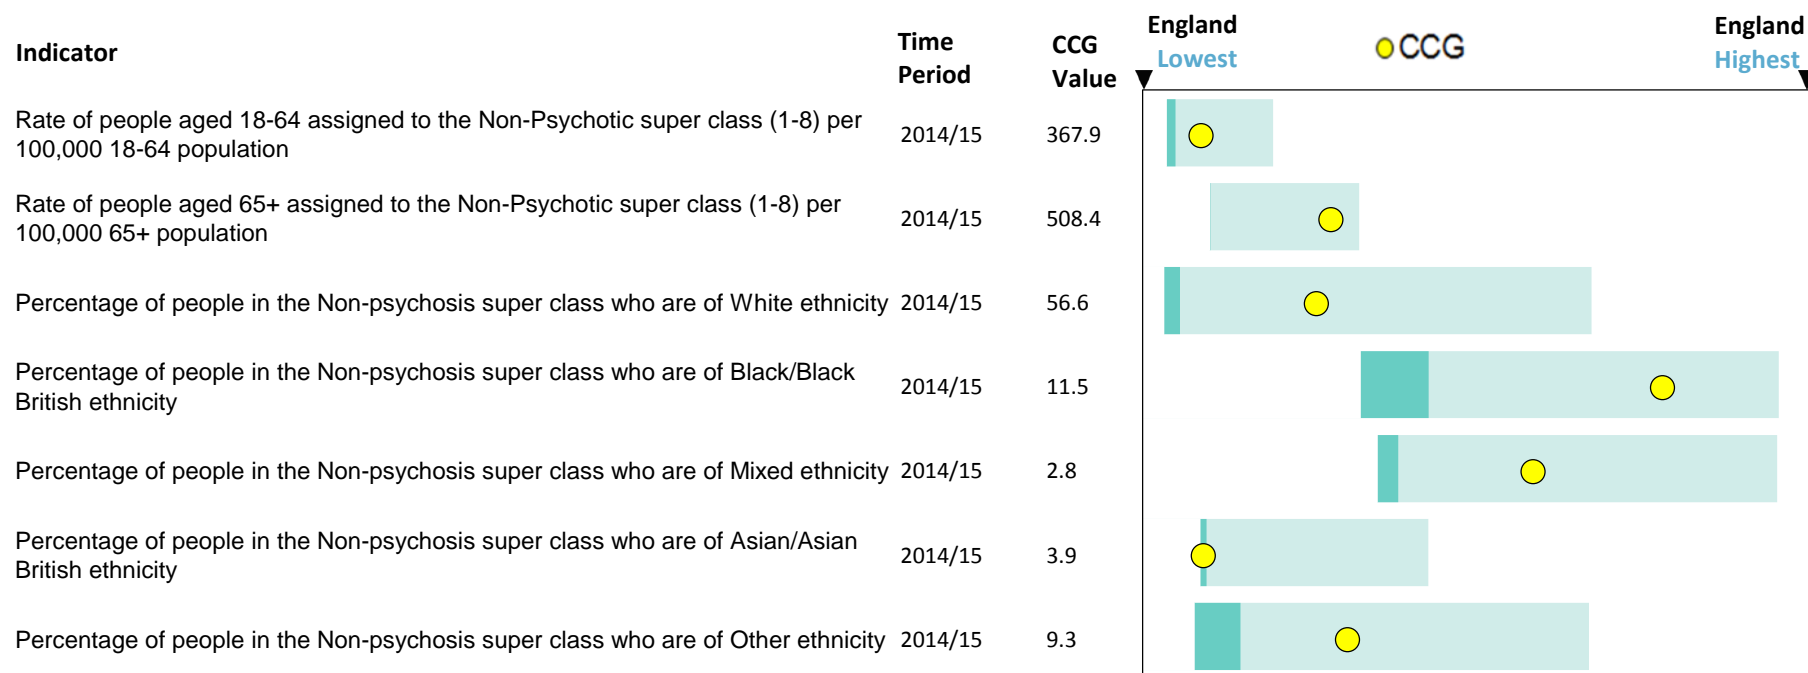 Indicator
Time
Period
CCG
Value
England
Lowest
CCG
England
Highest
Rate of people aged 18-64 assigned to the Non-Psychotic super class (1-8) per
100,000 18-64 population
2014/15
367.9
Rate of people aged 65+ assigned to the Non-Psychotic super class (1-8) per
100,000 65+ population
2014/15
508.4
Percentage of people in the Non-psychosis super class who are of White ethnicity
2014/15
56.6
Percentage of people in the Non-psychosis super class who are of Black/Black
British ethnicity
2014/15
11.5
Percentage of people in the Non-psychosis super class who are of Mixed ethnicity
2014/15
2.8
Percentage of people in the Non-psychosis super class who are of Asian/Asian
British ethnicity
2014/15
3.9
Percentage of people in the Non-psychosis super class who are of Other ethnicity
2014/15
9.3